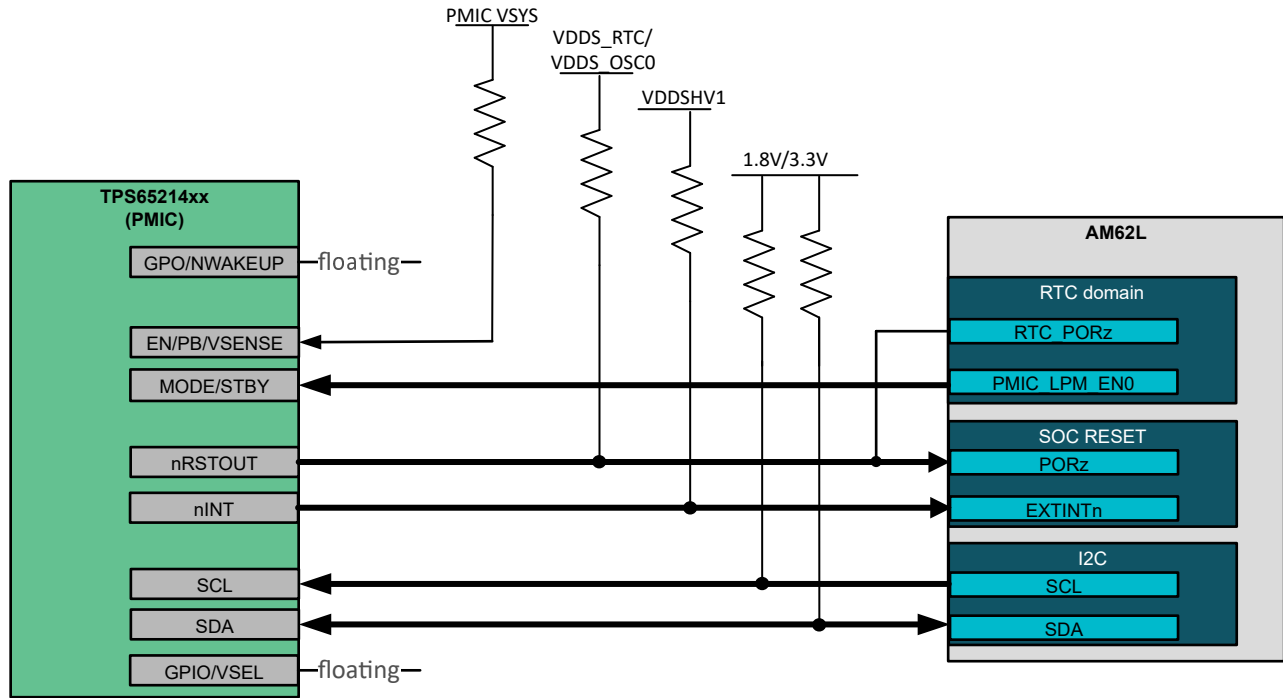 PMIC VSYS
VDDS_RTC/
VDDS_OSC0
VDDSHV1
1.8V/3.3V
TPS65214xx
(PMIC)
GPO/NWAKEUP
floating
EN/PB/VSENSE
MODE/STBY
nRSTOUT
nINT
SCL
SDA
GPIO/VSEL
floating
AM62L
RTC domain
RTC_PORz
PMIC_LPM_EN0
SOC RESET
PORz
EXTINTn
I2C
SCL
SDA